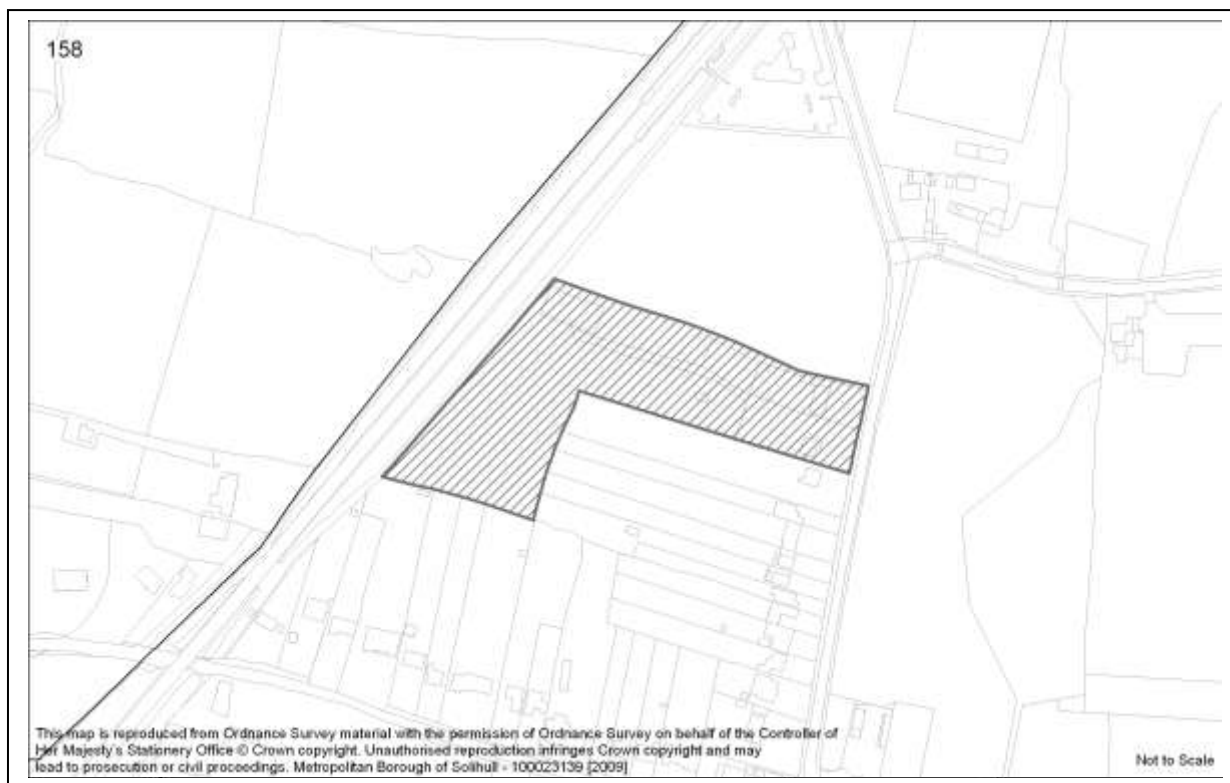 158
This map is reproduced from Ordnance Survey material with the permission of Ordnance Survey on behalf of the Controller of
Her Majesty's Stationery Office © Crown copyright. Unauthorised reproduction infringes Crown copyright and may
lead to prosecution or civil proceedings. Metropolitan Borough of Solihull - 100023139 [2009]
Not to Scale